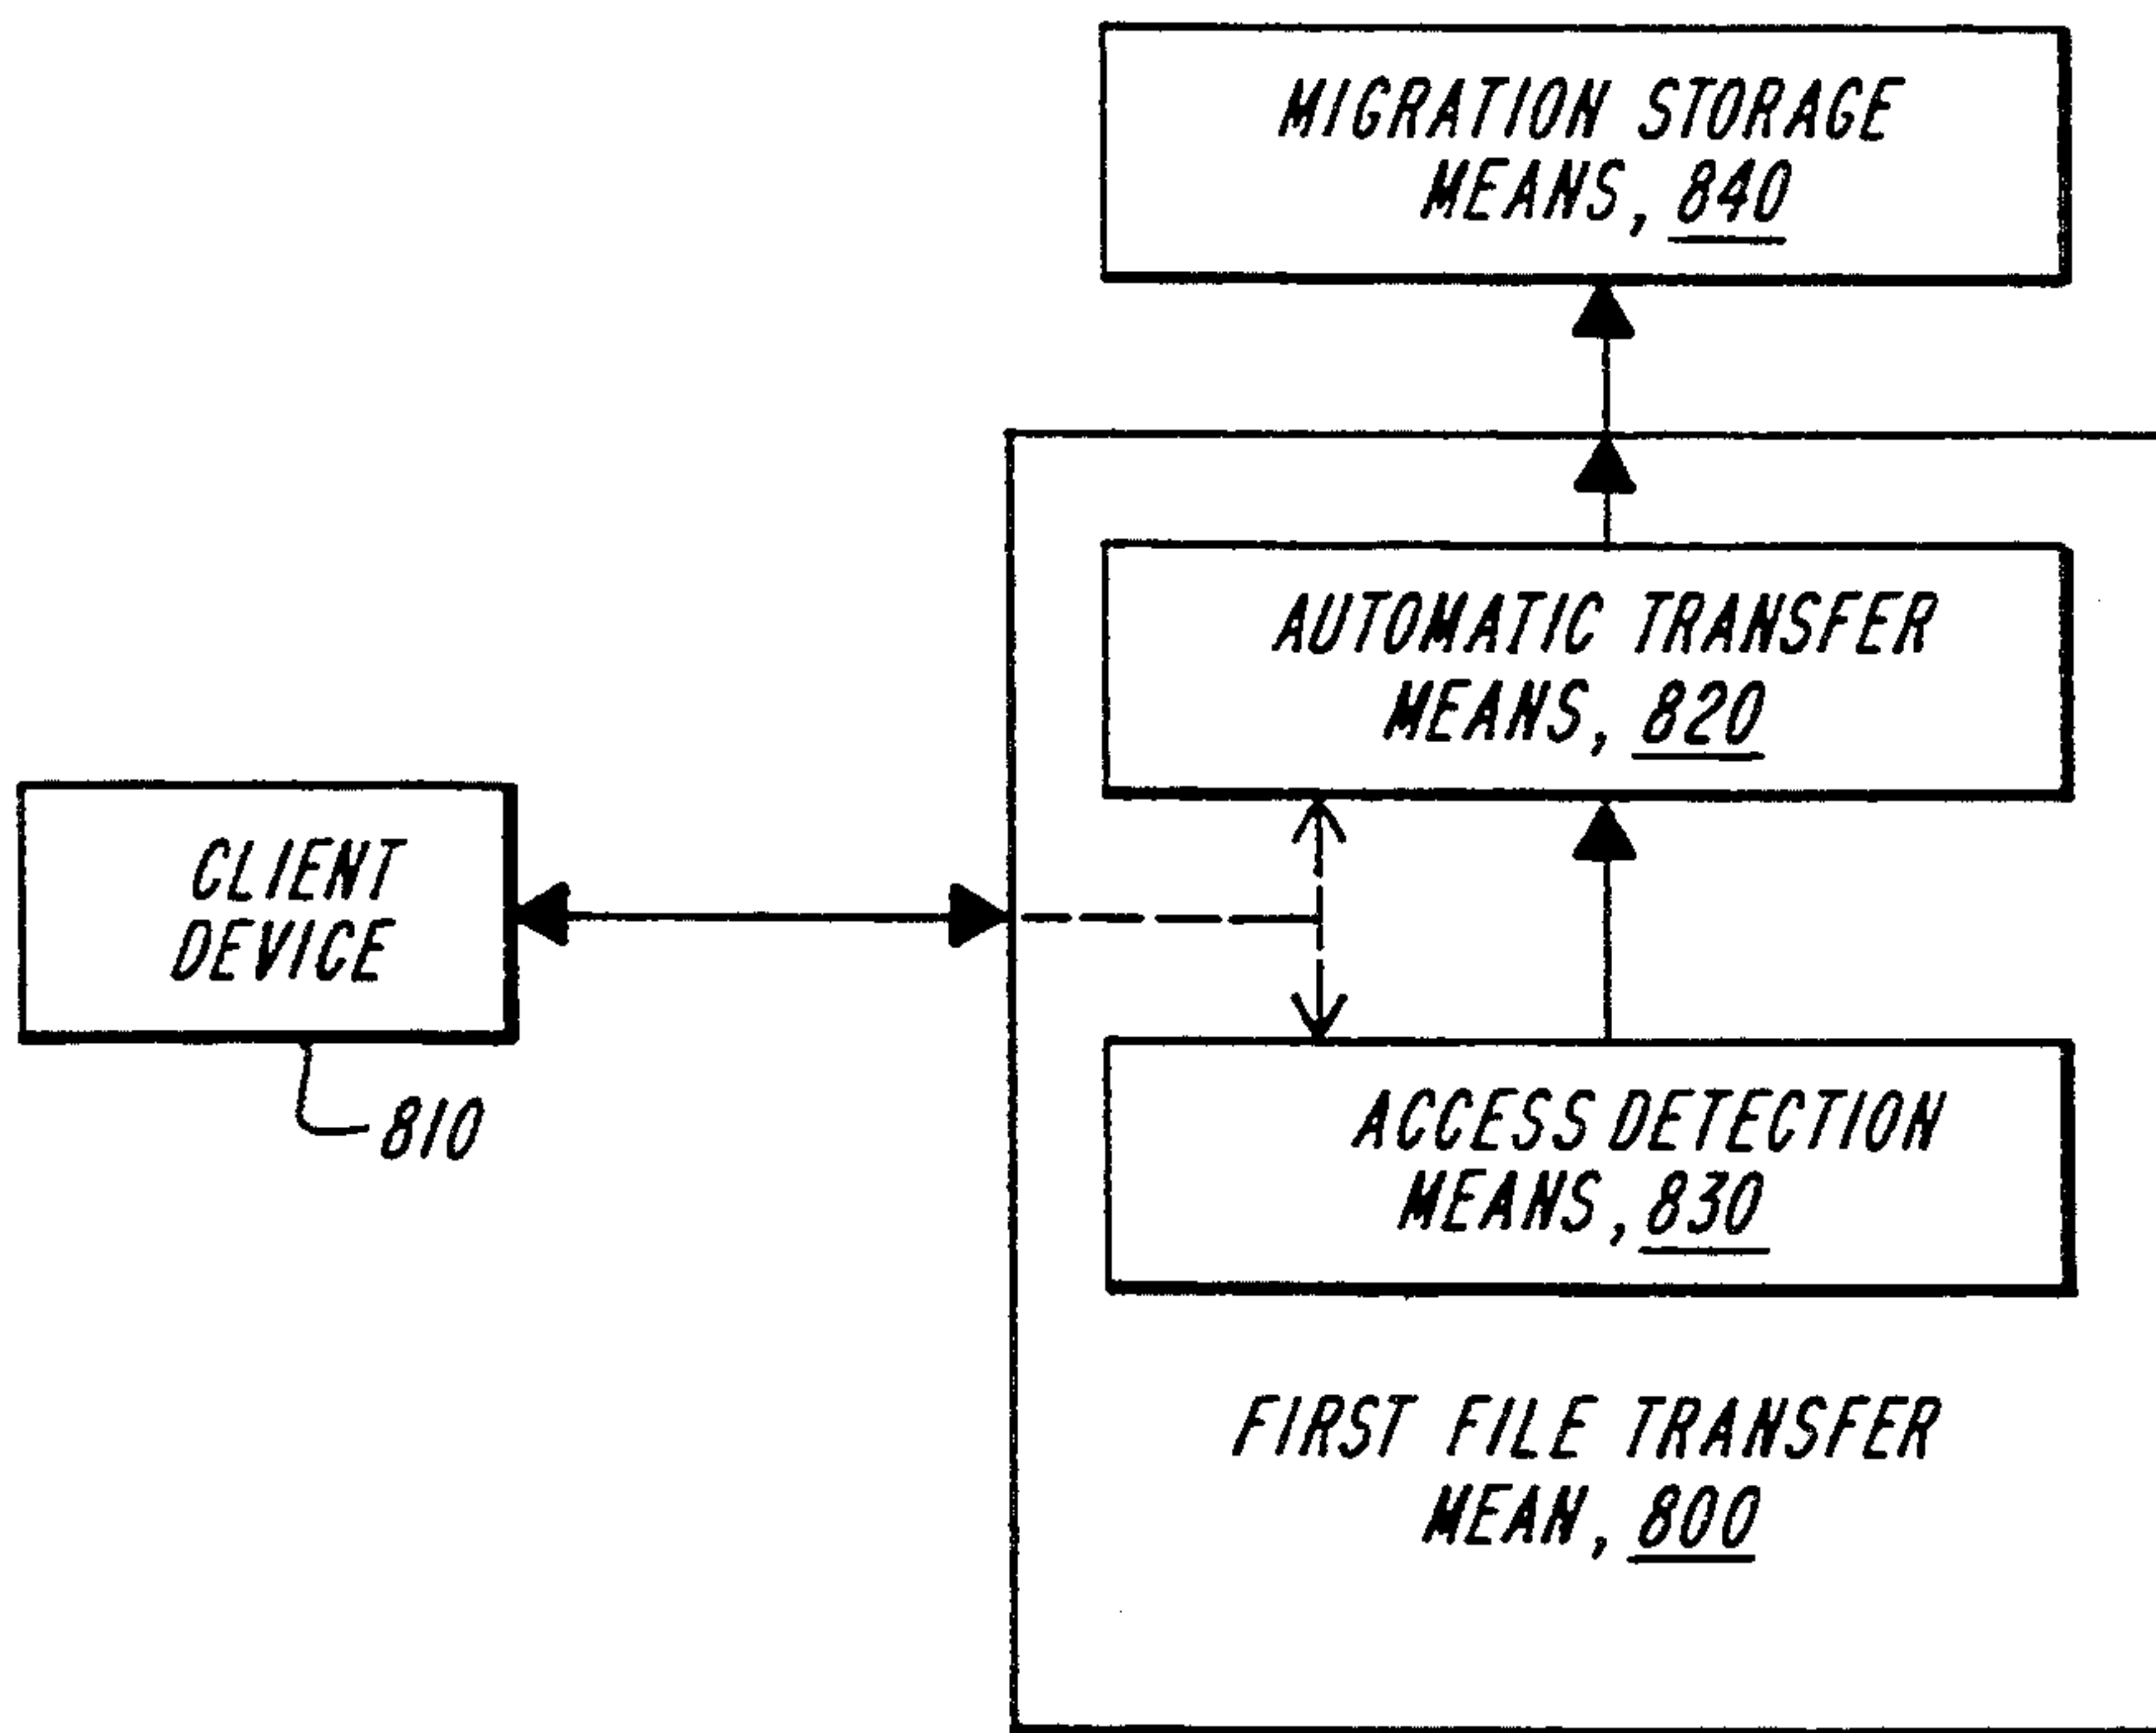 MIGRATION STORAGE
MEANS, 840
AUTOMATIC TRANSFER
MEANS, 820
CLIENT
DEVICE
810
ACCESS DETECTION
MEANS, 830
FIRST FILE TRANSFER
MEAN, 800